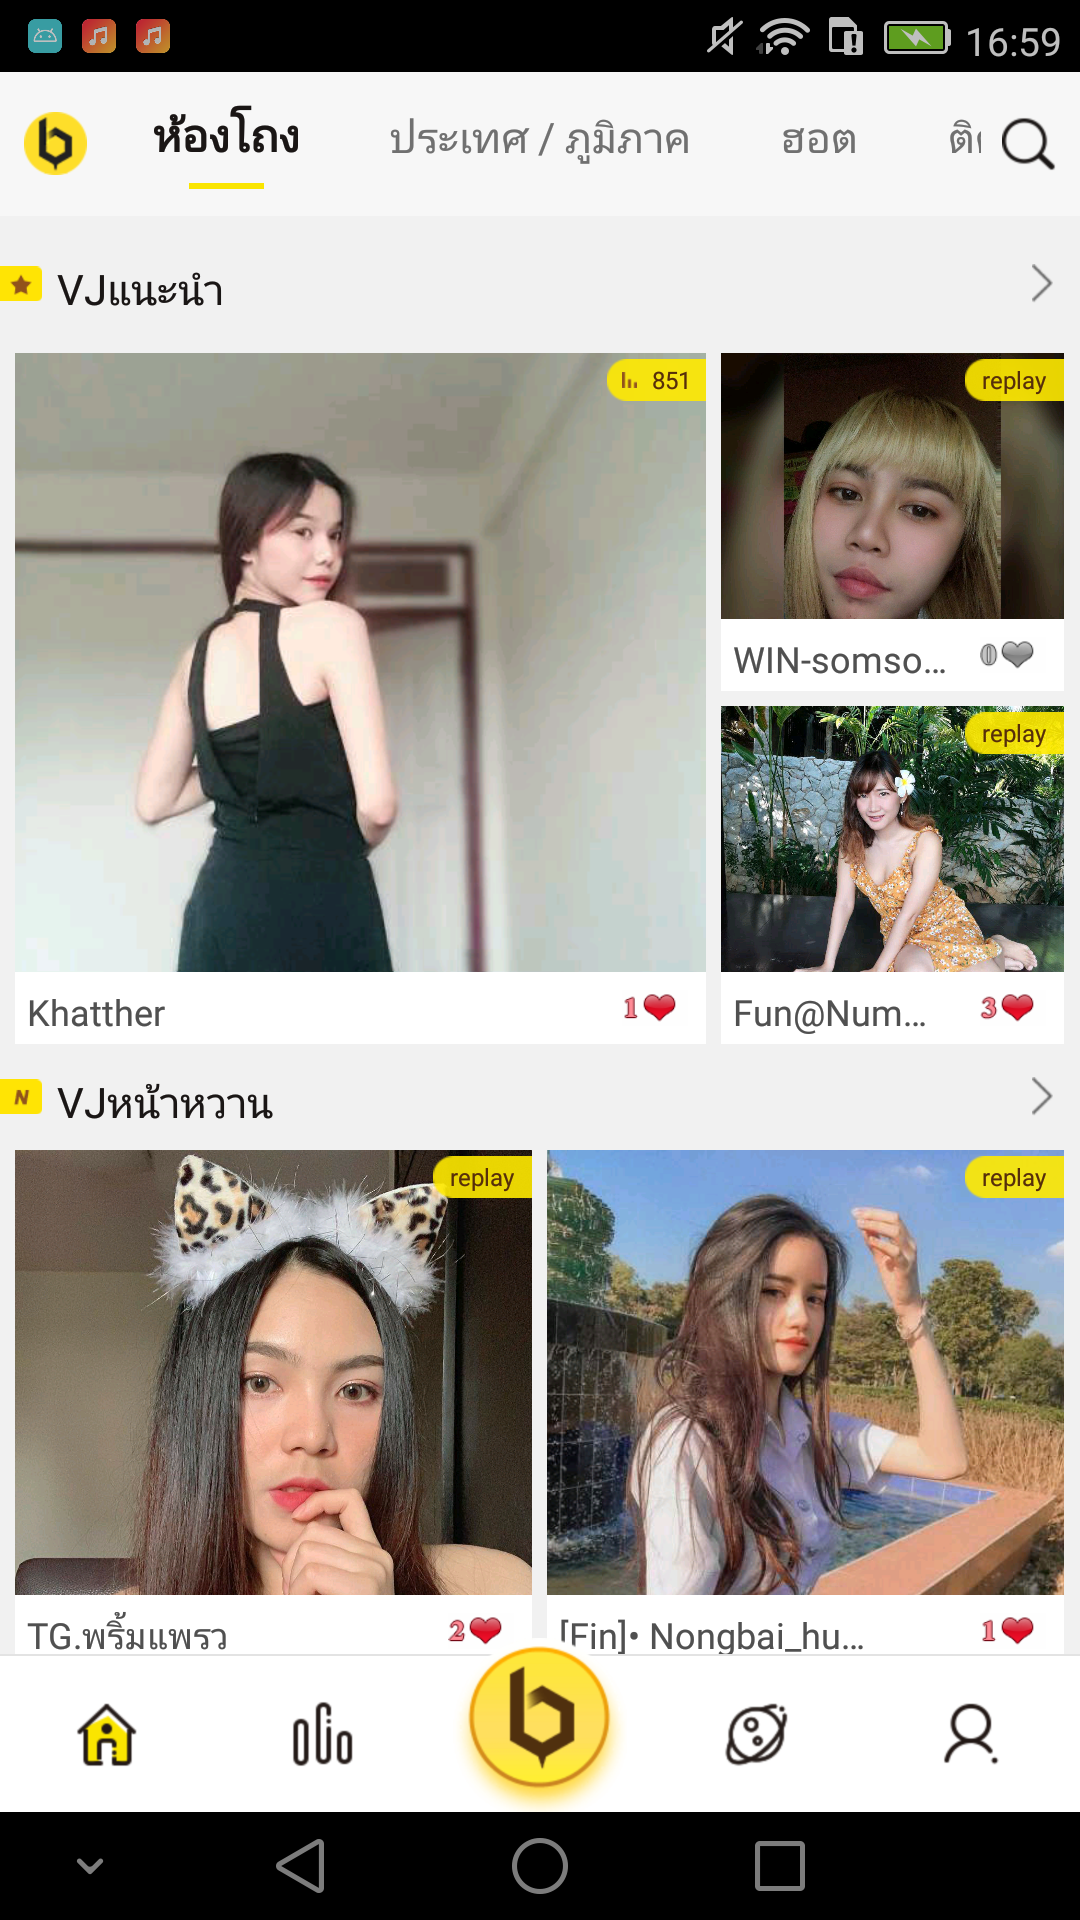 16:59
ห้องโถง
ประเทศ / ภูมิภาค
ฮอต
VJแนะนำ
851
replay
WIN-somso...
0
replay
Khatther
1
Fun@Num...
3
N
VJหน้าหวาน
replay
replay
TG.พริ้มแพรว
2
[Fin]• Nongbai_hu...
1